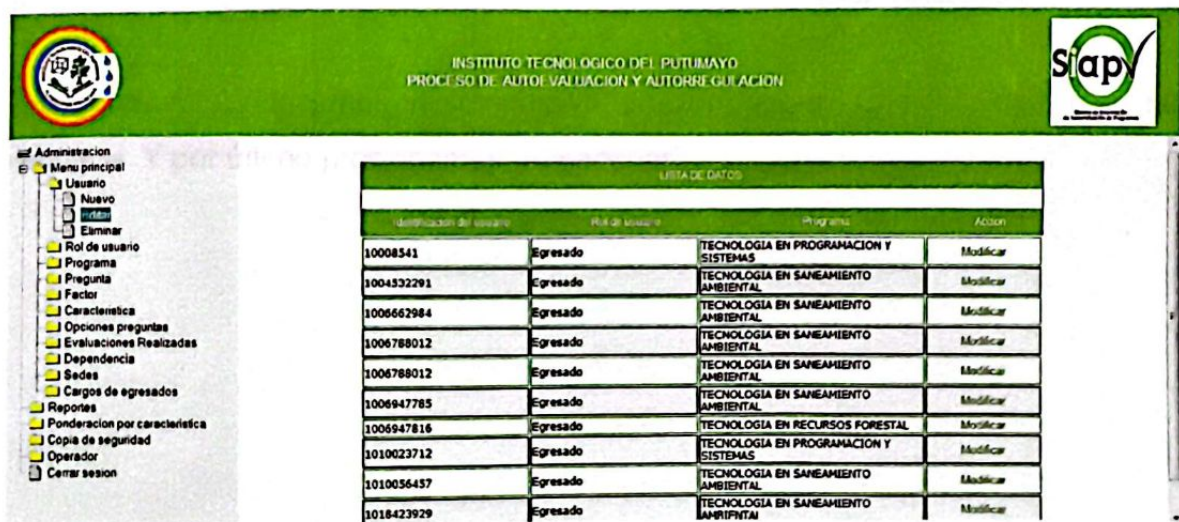 INSTITUTO TECNOLOGICO DEL PUTUMAYO
PROCESO DE AUTOEVALUACION Y AUTORREGULACION
Siap
Administracion
Menu principal
Usuario
Nuevo
Editar
Eliminar
Rol de usuario
Programa
Pregunta
Factor
Caracteristica
Opciones preguntas
Evaluaciones Realizadas
Dependencia
Sedes
Cargos de egresados
Reportes
Ponderacion por caracteristica
Copia de seguridad
Operador
Cerrar sesion
LISTA DE DATOS
Identificacion del usuario Rol de usuario Programa Accion
10008541 Egresado TECNOLOGIA EN PROGRAMACION Y
SISTEMAS Modificar
1004532291 Egresado TECNOLOGIA EN SANEAMIENTO
AMBIENTAL Modificar
1006662984 Egresado TECNOLOGIA EN SANEAMIENTO
AMBIENTAL Modificar
1006788012 Egresado TECNOLOGIA EN SANEAMIENTO
AMBIENTAL Modificar
1006788012 Egresado TECNOLOGIA EN SANEAMIENTO
AMBIENTAL Modificar
1006947785 Egresado TECNOLOGIA EN SANEAMIENTO
AMBIENTAL Modificar
1006947816 Egresado TECNOLOGIA EN RECURSOS FORESTAL Modificar
1010023712 Egresado TECNOLOGIA EN PROGRAMACION Y
SISTEMAS Modificar
1010056457 Egresado TECNOLOGIA EN SANEAMIENTO
AMBIENTAL Modificar
1018423929 Egresado TECNOLOGIA EN SANEAMIENTO
AMBIENTAL Modificar